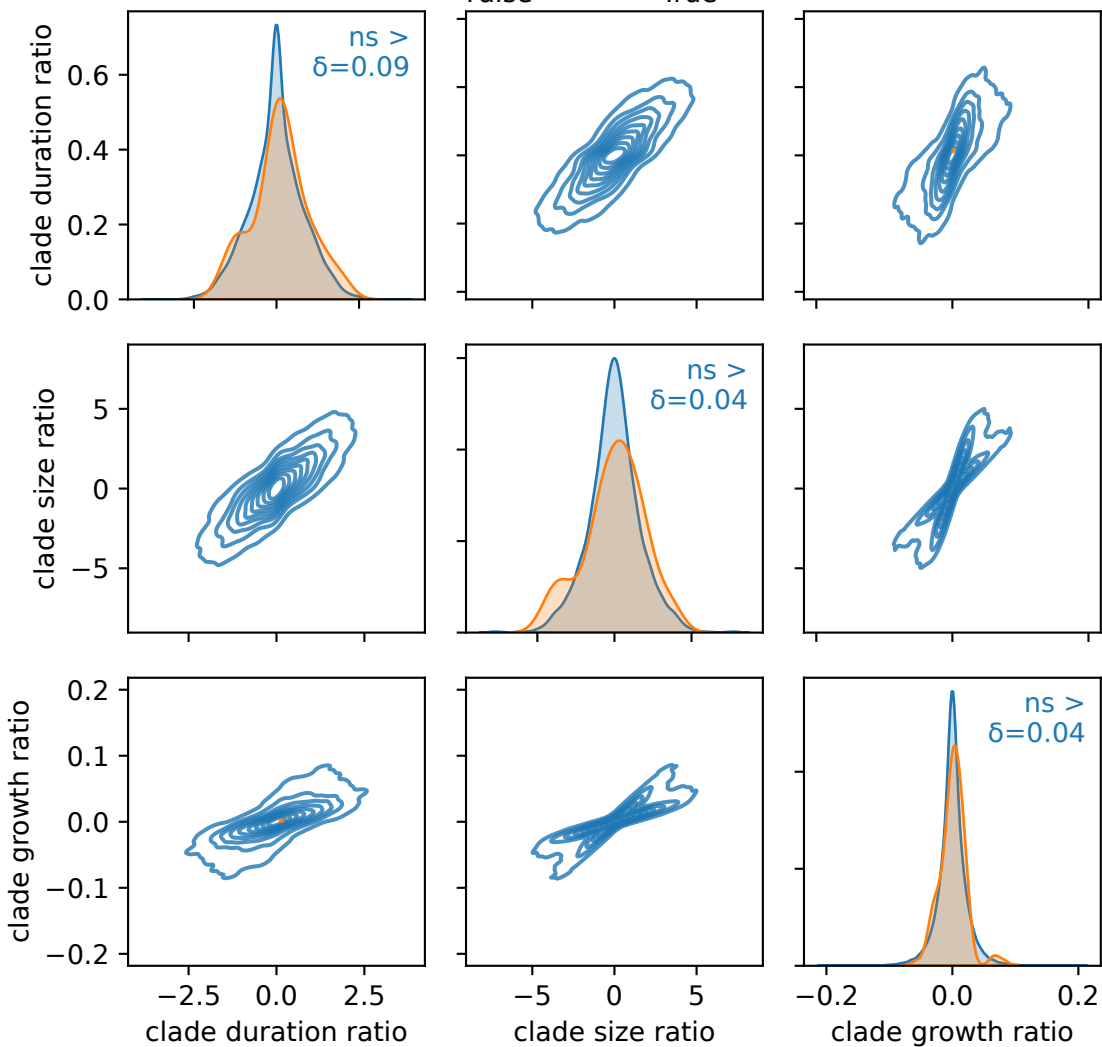 clade duration ratio
0.6
0.4
0.2
0.0
ns >
δ=0.09
clade size ratio
5
0
−5
ns >
δ=0.04
clade growth ratio
0.2
0.1
0.0
−0.1
−0.2
ns >
δ=0.04
−2.5 0.0 2.5
−5 0 5
−0.2 0.0 0.2
clade duration ratio
clade size ratio
clade growth ratio